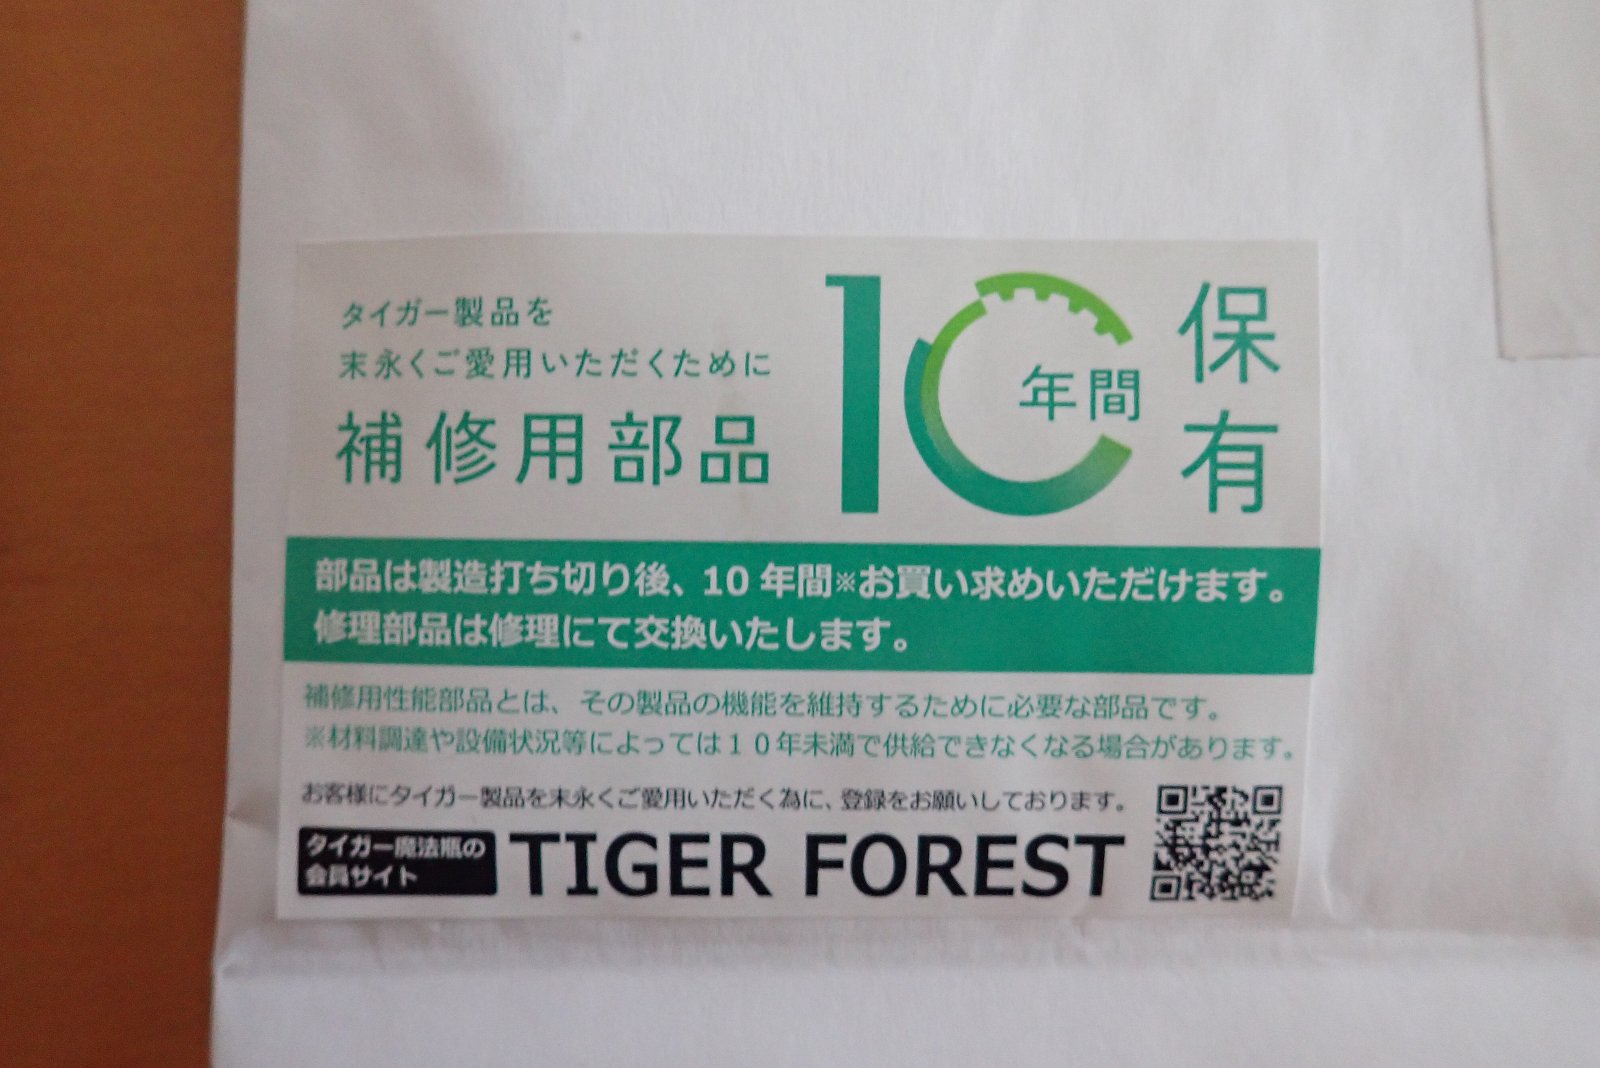 タイガー製品を
末永くご愛用いただくために
補修用部品
10年間
保有
部品は製造打ち切り後、10 年間※お買い求めいただけます。
修理部品は修理にて交換いたします。
補修用性能部品とは、その製品の機能を維持するために必要な部品です。
※材料調達や設備状況等によっては１０年未満で供給できなくなる場合があります。
お客様にタイガー製品を末永くご愛用いただく為に、登録をお願いしております。
タイガー魔法瓶の
会員サイト
TIGER FOREST